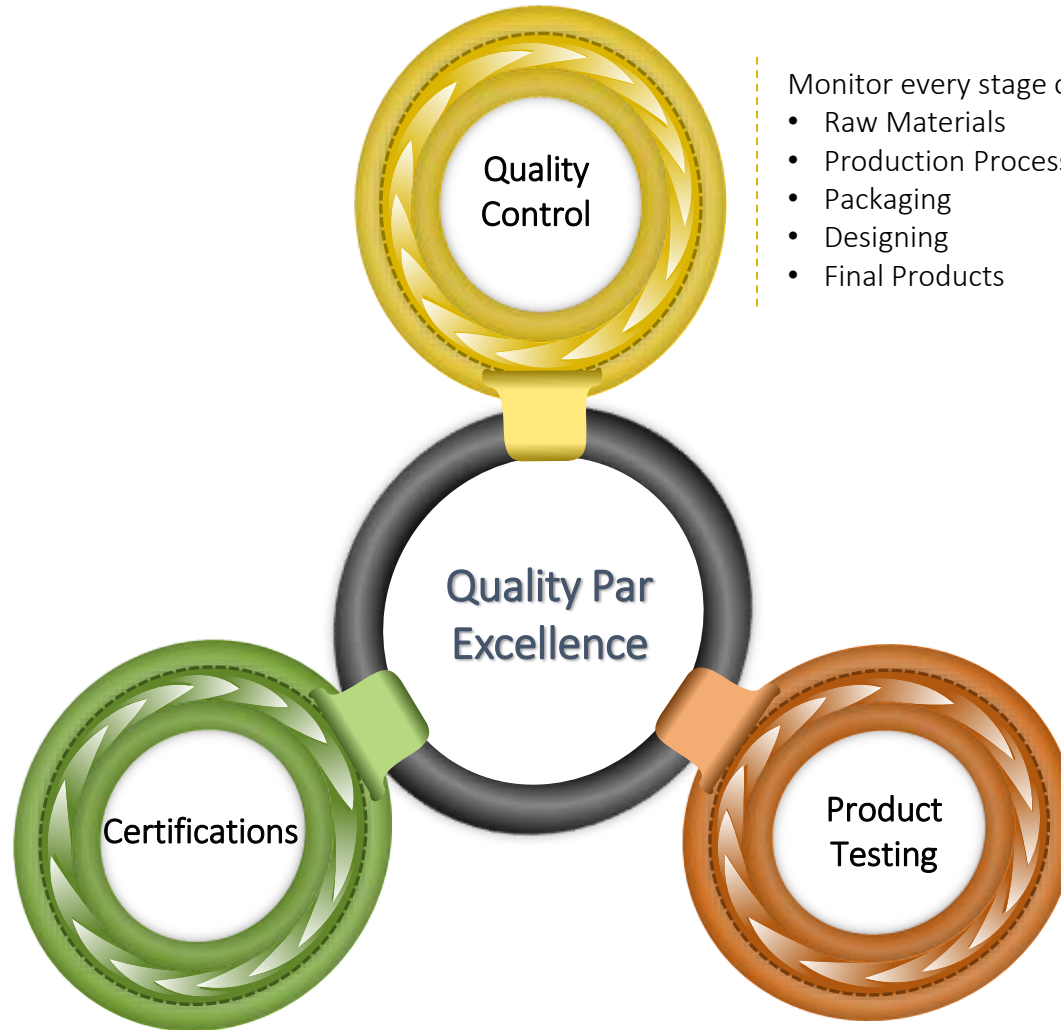 Quality
Control
Monitor every stage
• Raw Materials
• Production Process
• Packaging
• Designing
• Final Products
Quality Par
Excellence
Certifications
Product
Testing